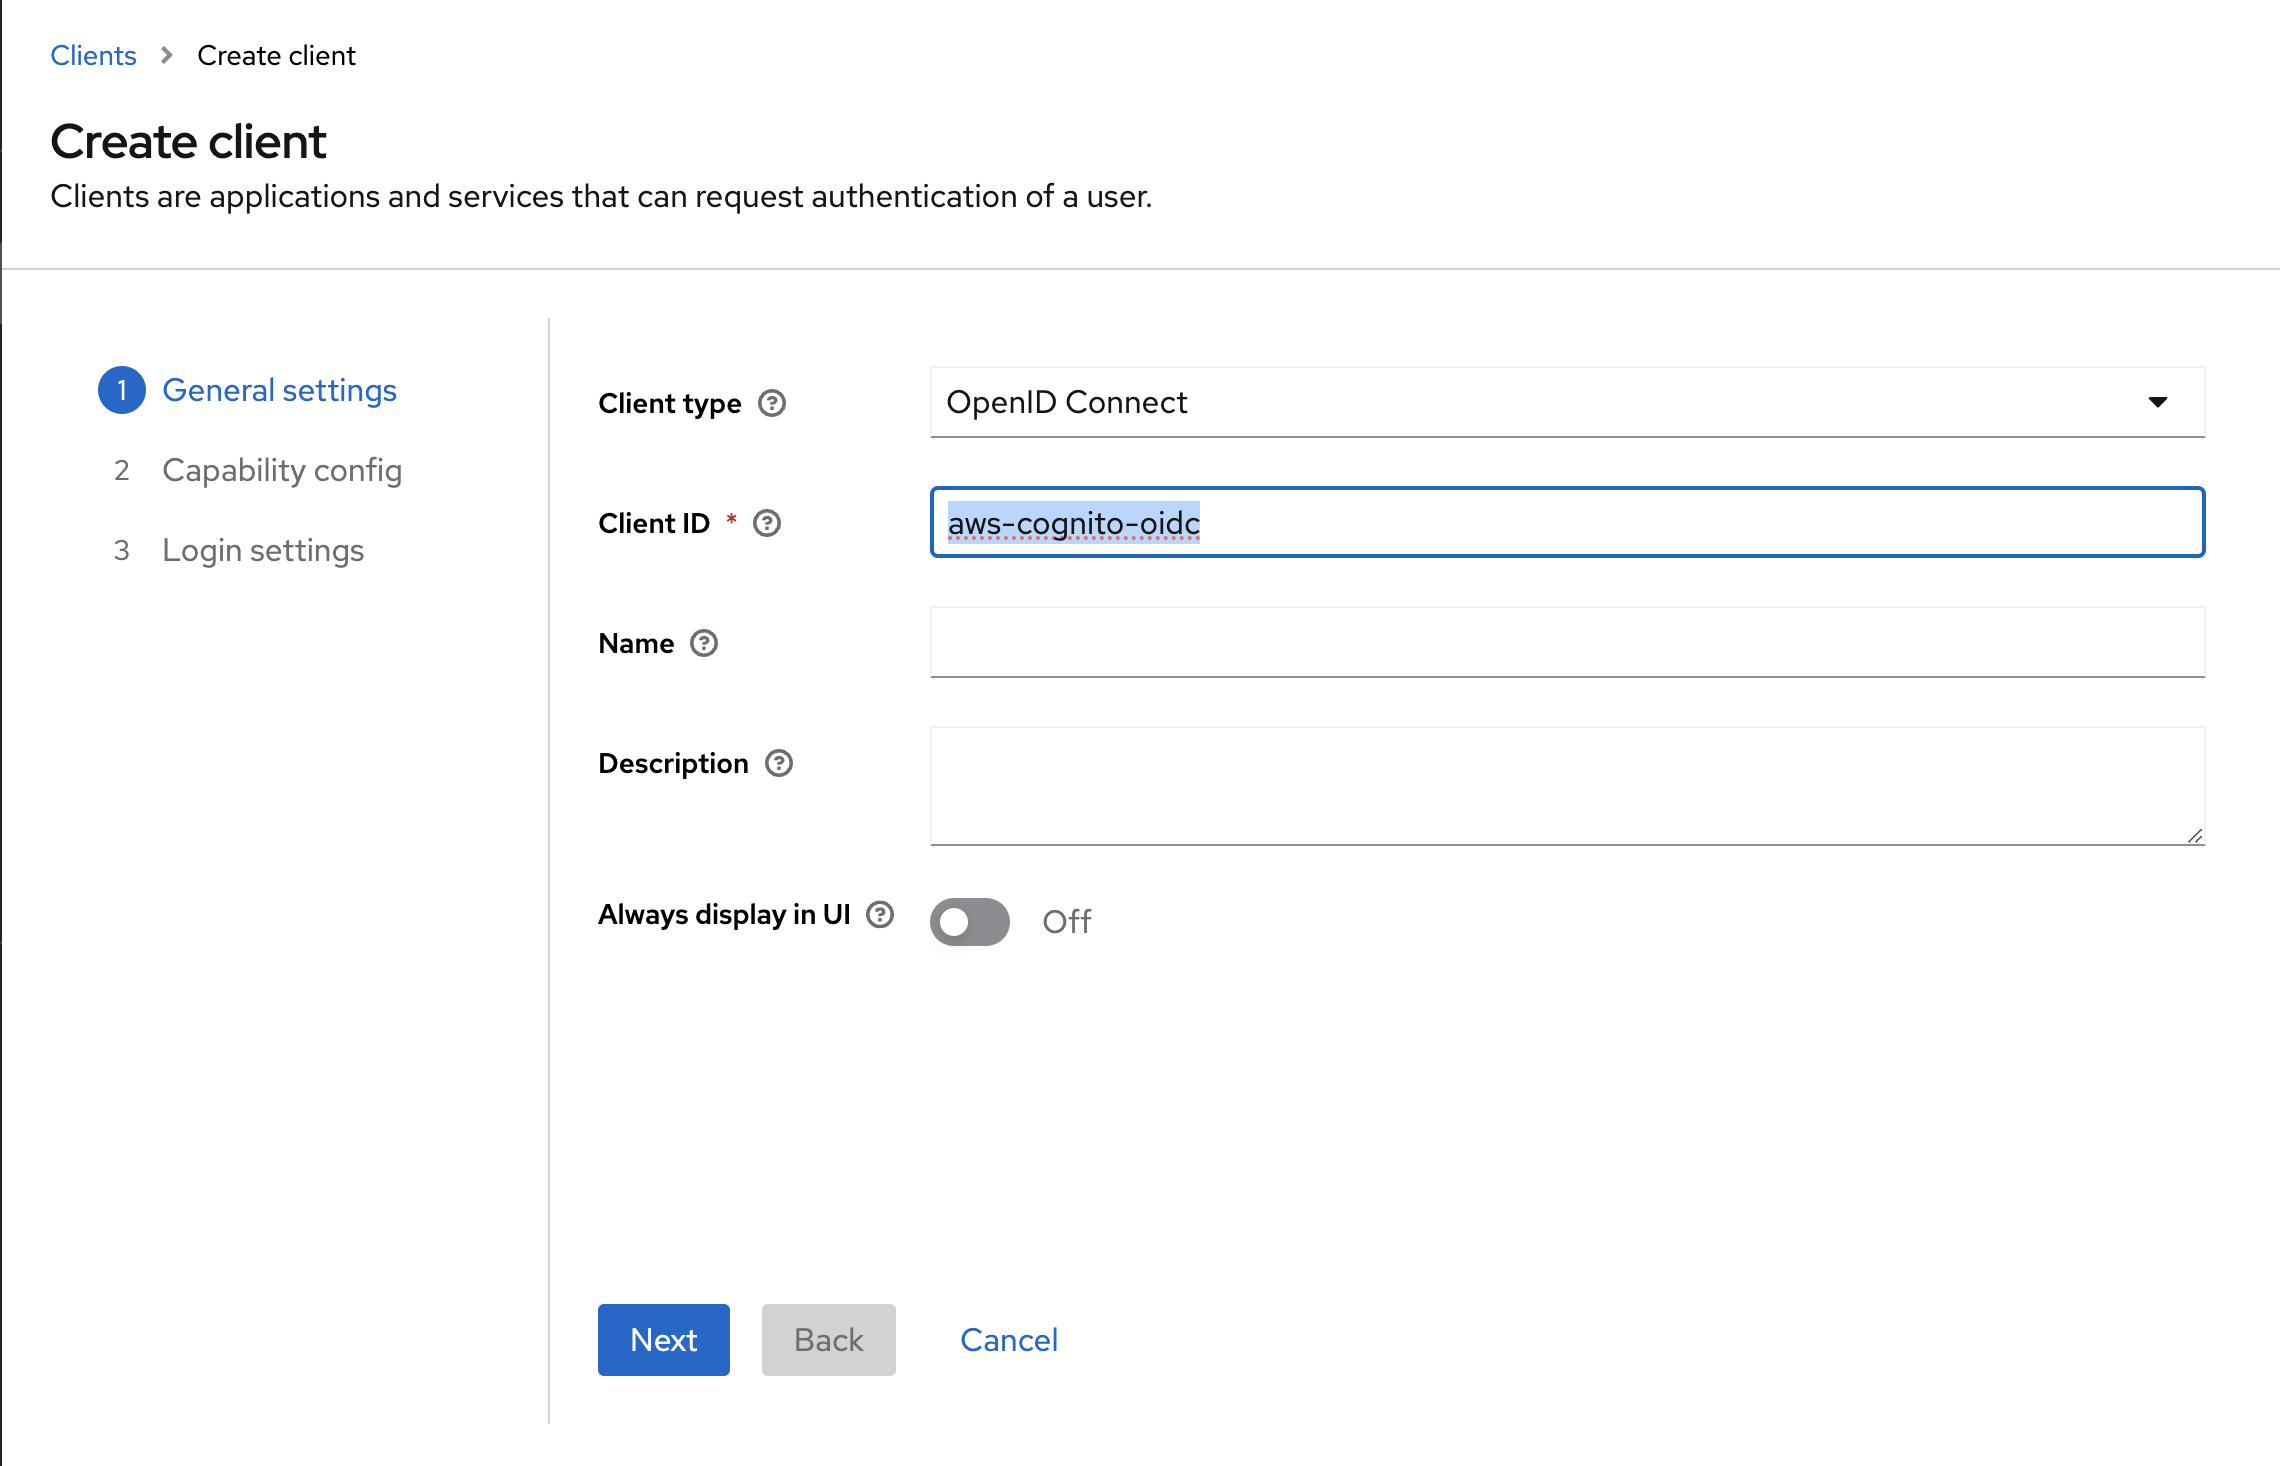 Clients > Create client
Create client
Clients are applications and services that can request authentication of a user.
1 General settings
2 Capability config
3 Login settings
Client type ? OpenID Connect
Client ID * ? aws-cognito-oidc
Name ?
Description ?
Always display in UI ? Off
Next Back Cancel